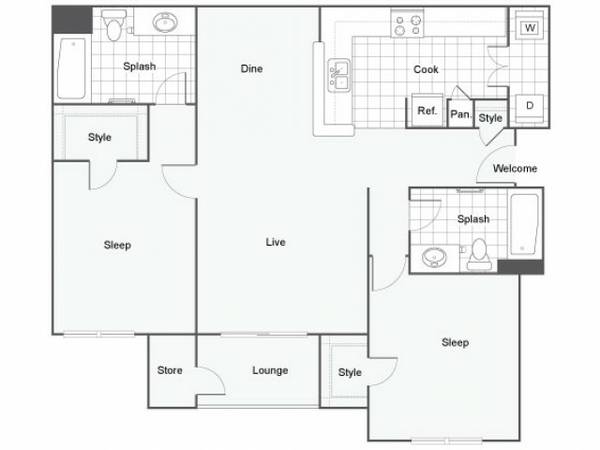 W
Splash
Dine
Cook
D
Ref.
Pan.
Style
Style
Welcome
Splash
Sleep
Live
Sleep
Store
Lounge
Style